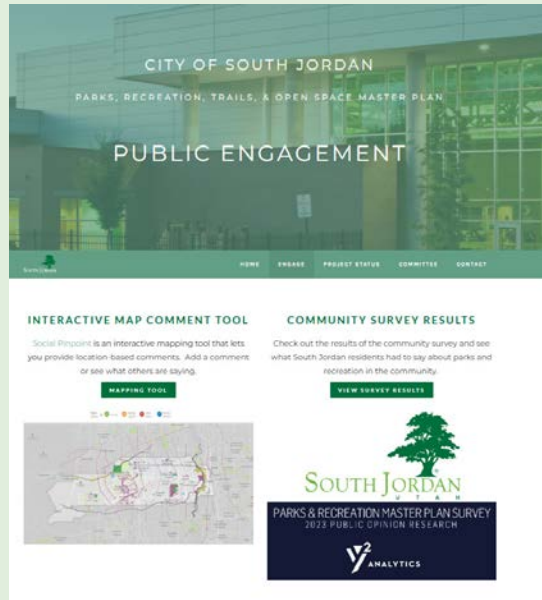 CITY OF SOUTH JORDAN
PARKS, RECREATION, TRAILS, & OPEN SPACE MASTER PLAN
PUBLIC ENGAGEMENT
SOUTH JORDAN
HOME ENGAGE PROJECT STATUS COMMITTEE CONTACT
INTERACTIVE MAP COMMENT TOOL
Social Pinpoint is an interactive mapping tool that lets
you provide location-based comments. Add a comment
or see what others are saying.
MAPPING TOOL
COMMUNITY SURVEY RESULTS
Check out the results of the community survey and see
what South Jordan residents had to say about parks and
recreation in the community.
VIEW SURVEY RESULTS
SOUTH JORDAN
UTAH
PARKS & RECREATION MASTER PLAN SURVEY
2023 PUBLIC OPINION RESEARCH
Y2 ANALYTICS